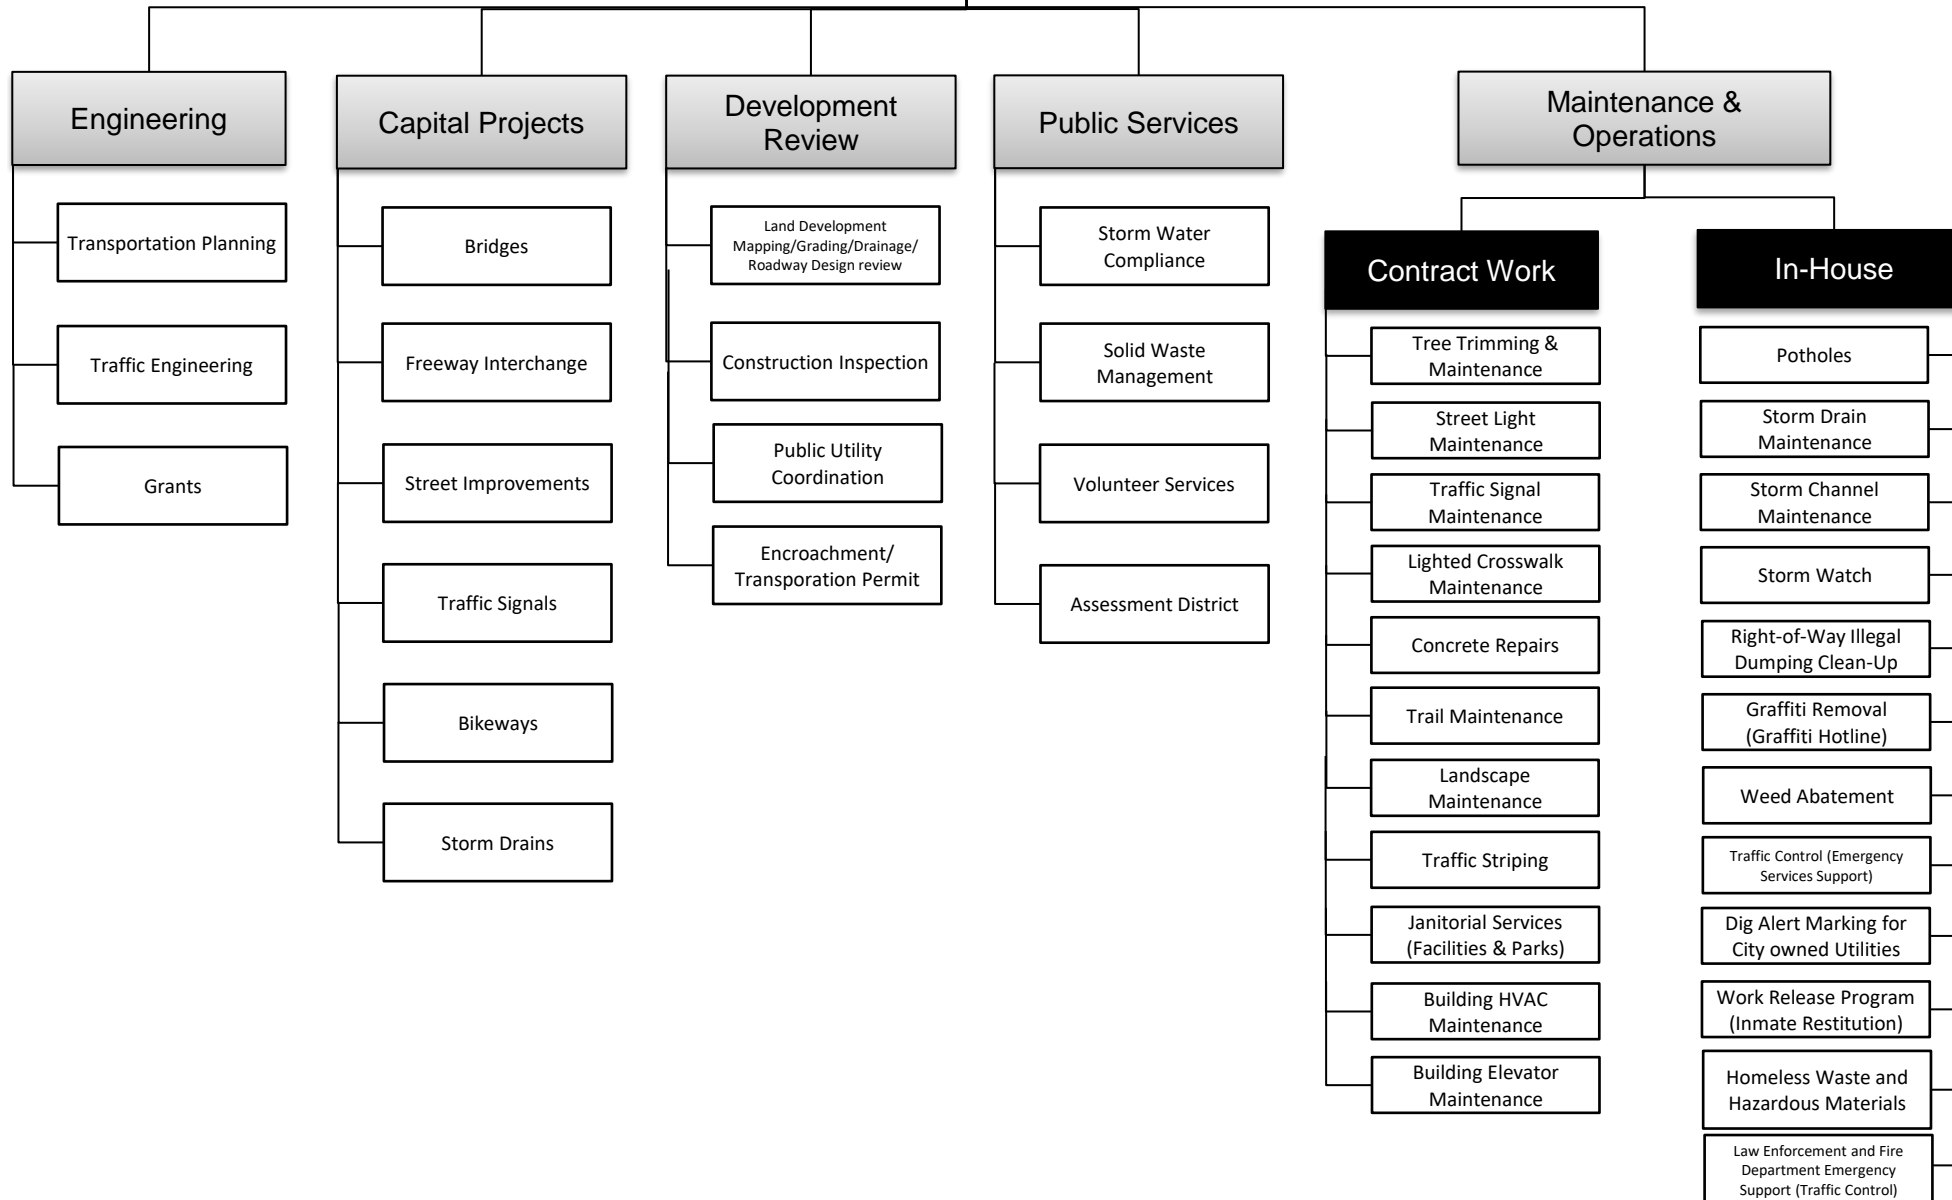 Engineering
Transportation Planning
Traffic Engineering
Grants
Capital Projects
Bridges
Freeway Interchange
Street Improvements
Traffic Signals
Bikeways
Storm Drains
Development
Review
Land Development
Mapping/Grading/Drainage/
Roadway Design review
Construction Inspection
Public Utility
Coordination
Encroachment/
Transporation Permit
Public Services
Storm Water
Compliance
Solid Waste
Management
Volunteer Services
Assessment District
Maintenance &
Operations
Contract Work
Tree Trimming &
Maintenance
Street Light
Maintenance
Traffic Signal
Maintenance
Lighted Crosswalk
Maintenance
Concrete Repairs
Trail Maintenance
Landscape
Maintenance
Traffic Striping
Janitorial Services
(Facilities & Parks)
Building HVAC
Maintenance
Building Elevator
Maintenance
In-House
Potholes
Storm Drain
Maintenance
Storm Channel
Maintenance
Storm Watch
Right-of-Way Illegal
Dumping Clean-Up
Graffiti Removal
(Graffiti Hotline)
Weed Abatement
Traffic Control (Emergency
Services Support)
Dig Alert Marking for
City owned Utilities
Work Release Program
(Inmate Restitution)
Homeless Waste and
Hazardous Materials
Law Enforcement and Fire
Department Emergency
Support (Traffic Control)